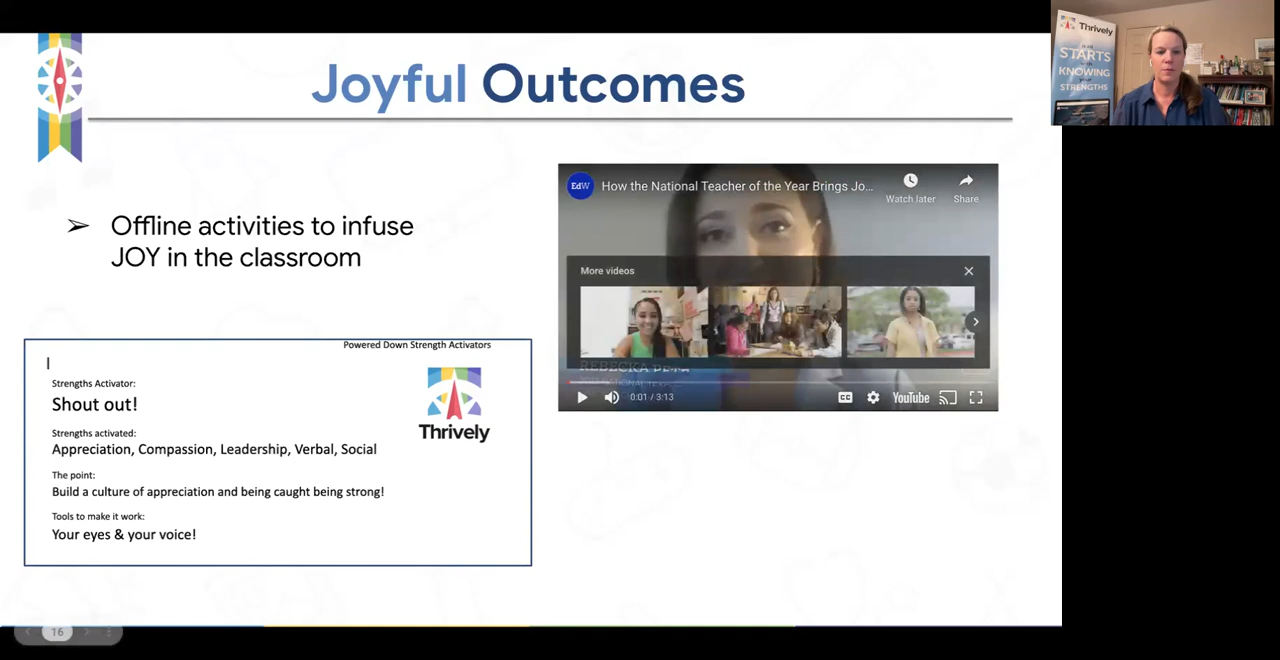 Joyful Outcomes
➢ Offline activities to infuse
JOY in the classroom
Powered Down Strength Activators
Strengths Activator:
Shout out!
Strengths activated:
Appreciation, Compassion, Leadership, Verbal, Social
The point:
Build a culture of appreciation and being caught being strong!
Tools to make it work:
Your eyes & your voice!
Thrively
EdW
How the National Teacher of the Year Brings Jo...
Watch later
Share
More videos
REBECKA
0:01 / 3:13
CC
YouTube
16
Thrively
STARTS
KNOWING
STRENGTHS